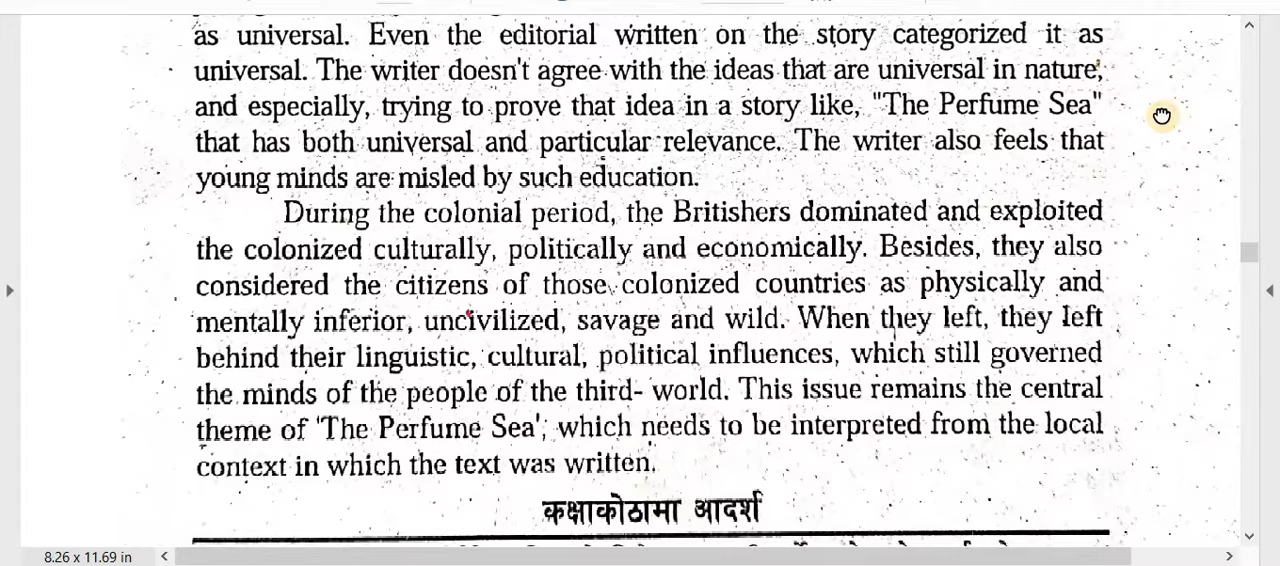 as universal. Even the editorial written on the story categorized it as
universal. The writer doesn't agree with the ideas that are universal in nature,
and especially, trying to prove that idea in a story like, "The Perfume Sea"
that has both universal and particular relevance. The writer also feels that
young minds are misled by such education.
During the colonial period, the Britishers dominated and exploited
the colonized culturally, politically and economically. Besides, they also
considered the citizens of those colonized countries as physically and
mentally inferior, uncivilized, savage and wild. When they left, they left
behind their linguistic, cultural, political influences, which still governed
the minds of the people of the third- world. This issue remains the central
theme of 'The Perfume Sea', which needs to be interpreted from the local
context in which the text was written.
कक्षाकोठामा आदर्श
8.26 x 11.69 in